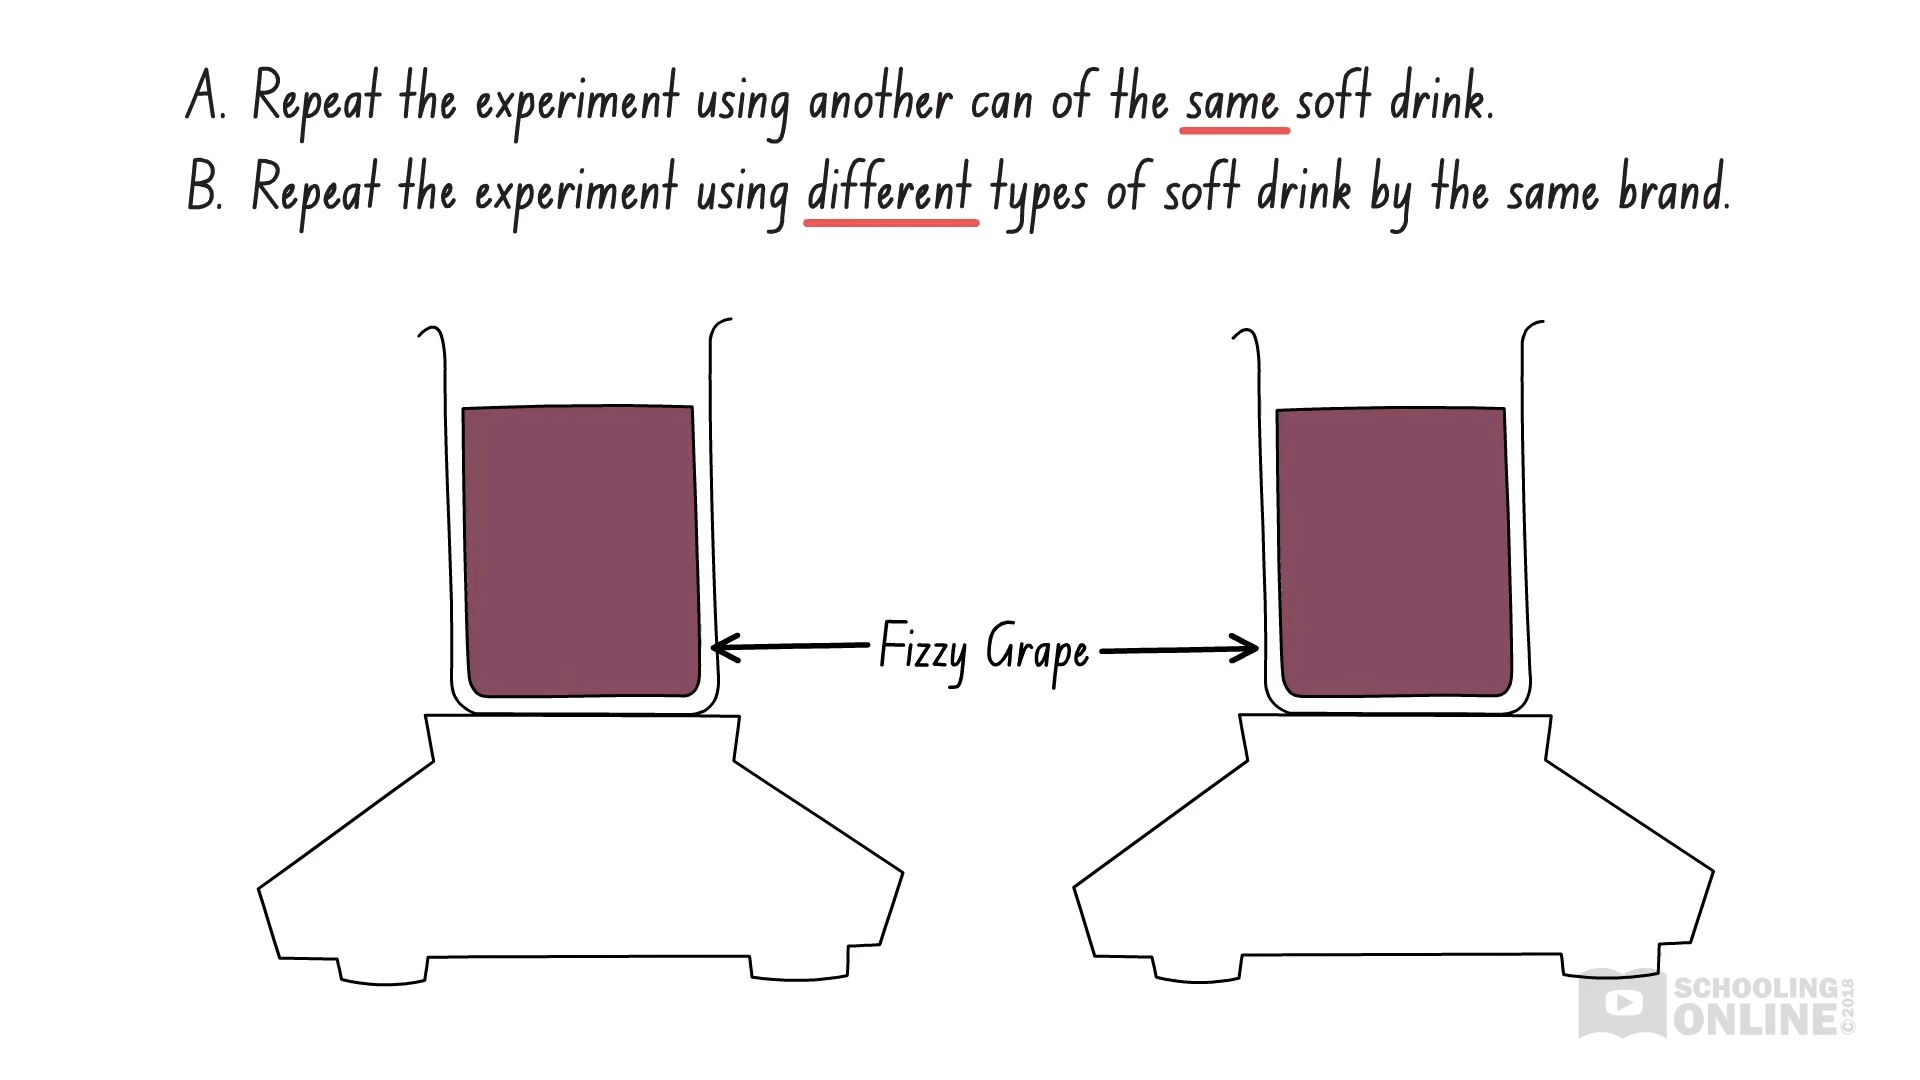 A. Repeat the experiment using another can of the same soft drink.
B. Repeat the experiment using different types of soft drink by the same brand.
Fizzy Grape
SCHOOLING
ONLINE
©2018